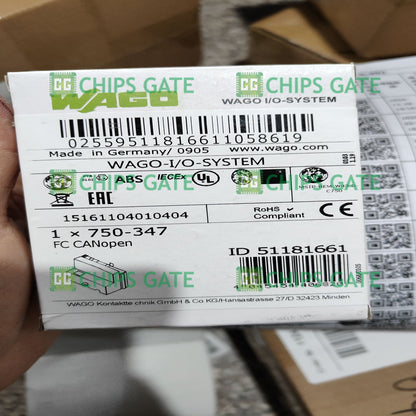 CHIPS GATE CHIPS GATE
WAGO
WAGO I/O-SYSTEM
02559511816611058619
Made in Germany/ 0905 www.wago.com
WAGO-I/O-SYSTEM
CHIPS GATE CHIPS GATE
ABS IECEx UL
EAC
15161104010404
RoHS ✓
Compliant CE
1 x 750-347
FC CANopen
ID 51181661
CHIPS GATE CHIPS GATE
WAGO Kontakttechnik GmbH & Co KG/Hansastrasse 27/D 32423 Minden